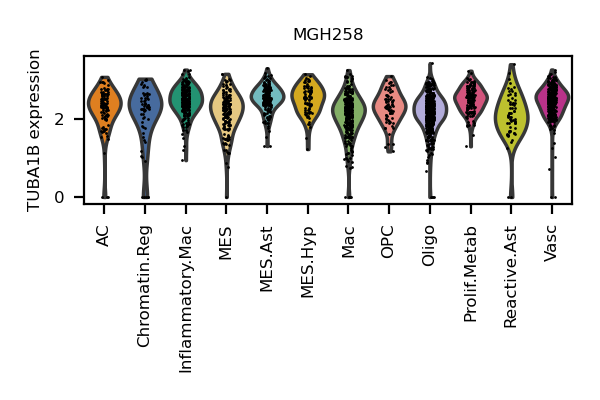 MGH258
TUBA1B expression
2
0
AC
Chromatin.Reg
Inflammatory.Mac
MES
MES.Ast
MES.Hyp
Mac
OPC
Oligo
Prolif.Metab
Reactive.Ast
Vasc